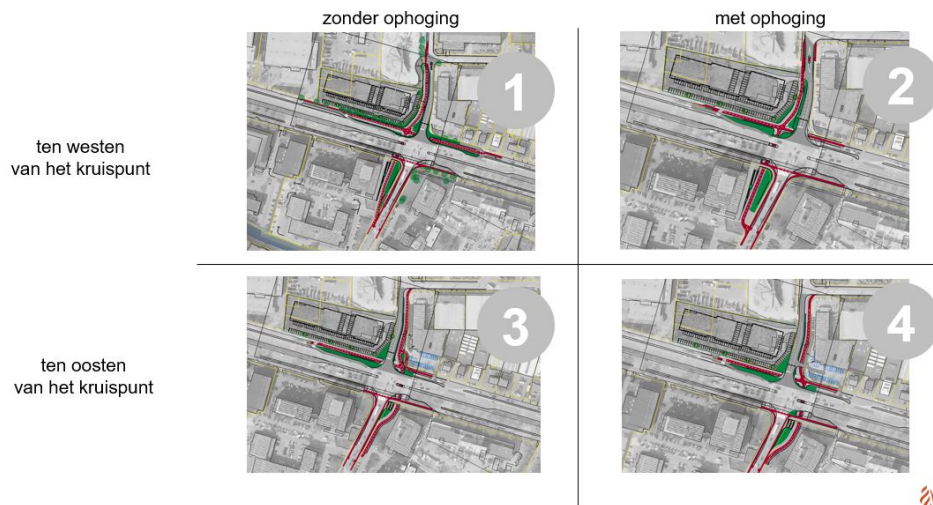 zonder ophoging
met ophoging
ten westen
van het kruispunt
1
2
ten oosten
van het kruispunt
3
4